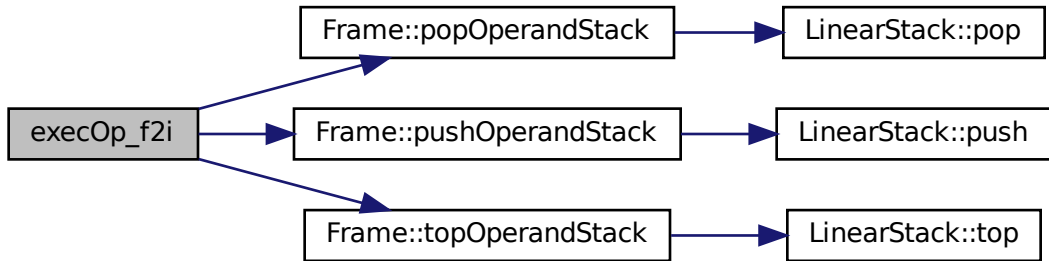 Frame::popOperandStack
LinearStack::pop
execOp_f2i
Frame::pushOperandStack
LinearStack::push
Frame::topOperandStack
LinearStack::top